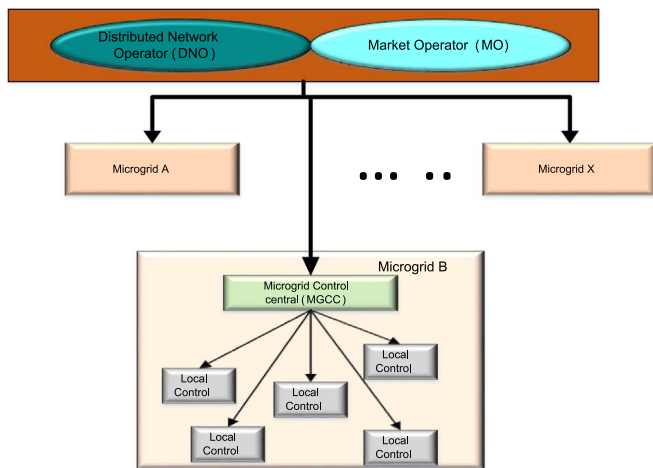 Distributed Network
Operator (DNO)
Market Operator (MO)
Microgrid A
Microgrid X
Microgrid B
Microgrid Control
central (MGCC)
Local
Control
Local
Control
Local
Control
Local
Control
Local
Control